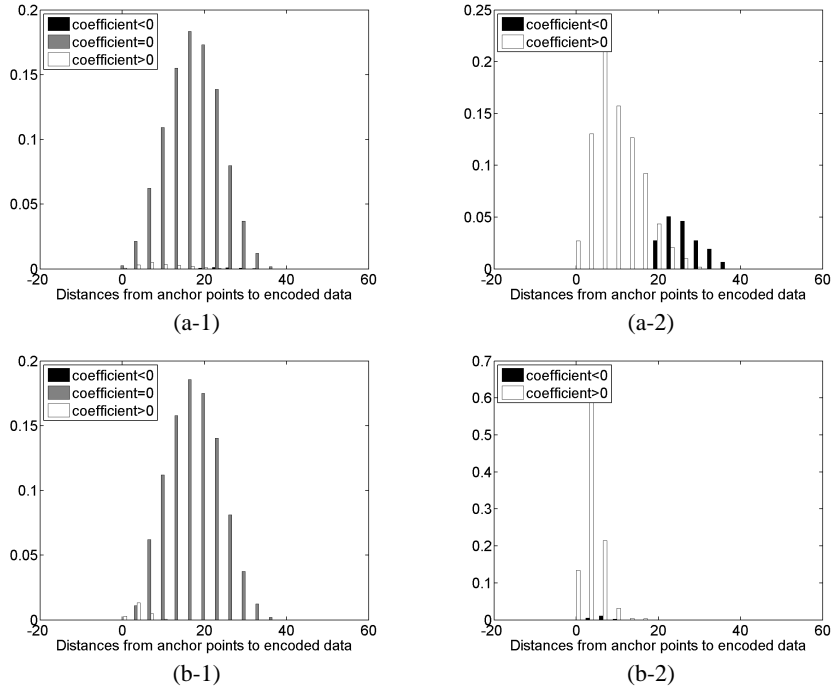 coefficient<0
coefficient=0
coefficient>0
0.2
0.15
0.1
0.05
0
-20 0 20 40 60
Distances from anchor points to encoded data
(a-1)
coefficient<0
coefficient>0
0.25
0.2
0.15
0.1
0.05
0
-20 0 20 40 60
Distances from anchor points to encoded data
(a-2)
coefficient<0
coefficient=0
coefficient>0
0.2
0.15
0.1
0.05
0
-20 0 20 40 60
Distances from anchor points to encoded data
(b-1)
coefficient<0
coefficient>0
0.7
0.6
0.5
0.4
0.3
0.2
0.1
0
-20 0 20 40 60
Distances from anchor points to encoded data
(b-2)